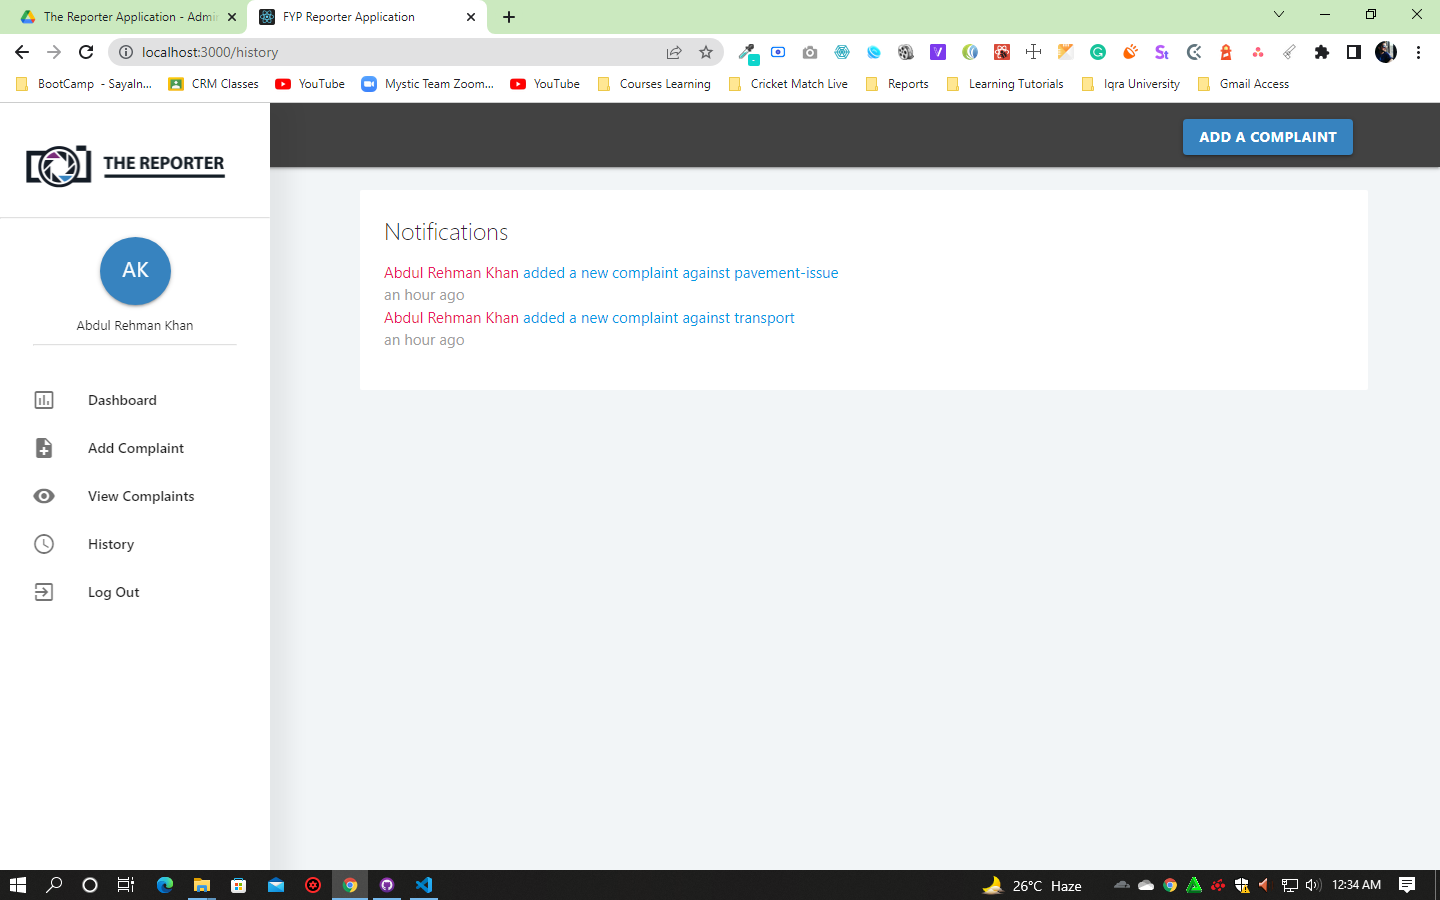 The Reporter Application - Admi
FYP Reporter Application
localhost:3000/history
BootCamp - Sayaln...
CRM Classes
YouTube
Mystic Team Zoom...
YouTube
Courses Learning
Cricket Match Live
Reports
Learning Tutorials
Iqra University
Gmail Access
THE REPORTER
ADD A COMPLAINT
AK
Abdul Rehman Khan
Dashboard
Add Complaint
View Complaints
History
Log Out
Notifications
Abdul Rehman Khan added a new complaint against pavement-issue
an hour ago
Abdul Rehman Khan added a new complaint against transport
an hour ago
26°C Haze
12:34 AM